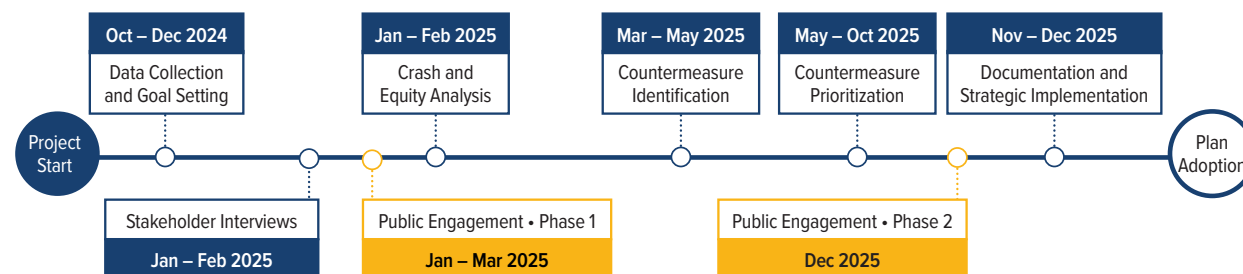 Oct – Dec 2024
Data Collection
and Goal Setting
Jan – Feb 2025
Crash and
Equity Analysis
Mar – May 2025
Countermeasure
Identification
May – Oct 2025
Countermeasure
Prioritization
Nov – Dec 2025
Documentation and
Strategic Implementation
Project
Start
Plan
Adoption
Stakeholder Interviews
Jan – Feb 2025
Public Engagement • Phase 1
Jan – Mar 2025
Public Engagement • Phase 2
Dec 2025